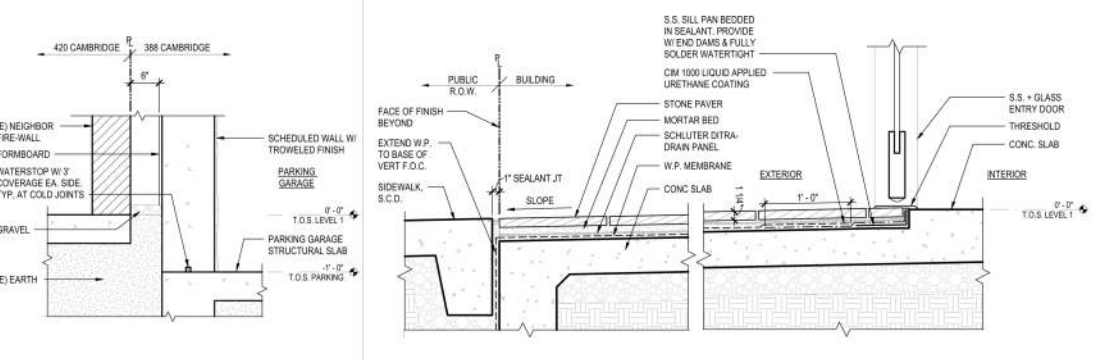 P
L
420 CAMBRIDGE
388 CAMBRIDGE
6"
E) NEIGHBOR
FIRE-WALL
FORMBOARD
WATERSTOP W/ 3'
COVERAGE EA. SIDE.
TYP. AT COLD JOINTS
GRAVEL
E) EARTH
SCHEDULED WALL W/
TROWELED FINISH
PARKING
GARAGE
0' - 0"
T.O.S. LEVEL 1
PARKING GARAGE
STRUCTURAL SLAB
-1' - 0"
T.O.S. PARKING
P
L
PUBLIC
R.O.W.
BUILDING
FACE OF FINISH
BEYOND
EXTEND W.P.
TO BASE OF
VERT F.O.C.
SIDEWALK,
S.C.D.
1" SEALANT JT
SLOPE
S.S. SILL PAN BEDDED
IN SEALANT. PROVIDE
W/ END DAMS & FULLY
SOLDER WATERTIGHT
CIM 1000 LIQUID APPLIED
URETHANE COATING
STONE PAVER
MORTAR BED
SCHLUTER DITRA-
DRAIN PANEL
W.P. MEMBRANE
CONC SLAB
EXTERIOR
1 1/4"
1' - 0"
S.S. + GLASS
ENTRY DOOR
THRESHOLD
CONC. SLAB
INTERIOR
0' - 0"
T.O.S. LEVEL 1